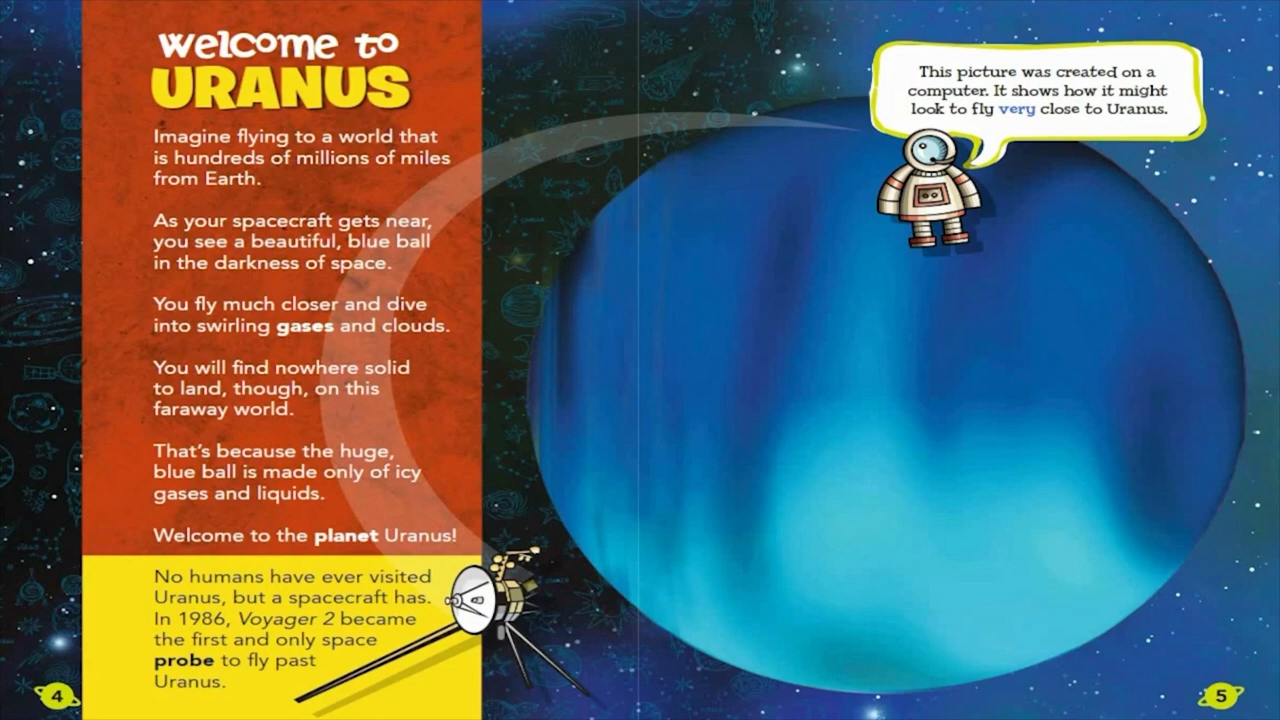 Welcome to
URANUS
Imagine flying to a world that
is hundreds of millions of miles
from Earth.
As your spacecraft gets near,
you see a beautiful, blue ball
in the darkness of space.
You fly much closer and dive
into swirling gases and clouds.
You will find nowhere solid
to land, though, on this
faraway world.
That's because the huge,
blue ball is made only of icy
gases and liquids.
Welcome to the planet Uranus!
No humans have ever visited
Uranus, but a spacecraft has.
In 1986, Voyager 2 became
the first and only space
probe to fly past
Uranus.
4
This picture was created on a
computer. It shows how it might
look to fly very close to Uranus.
5